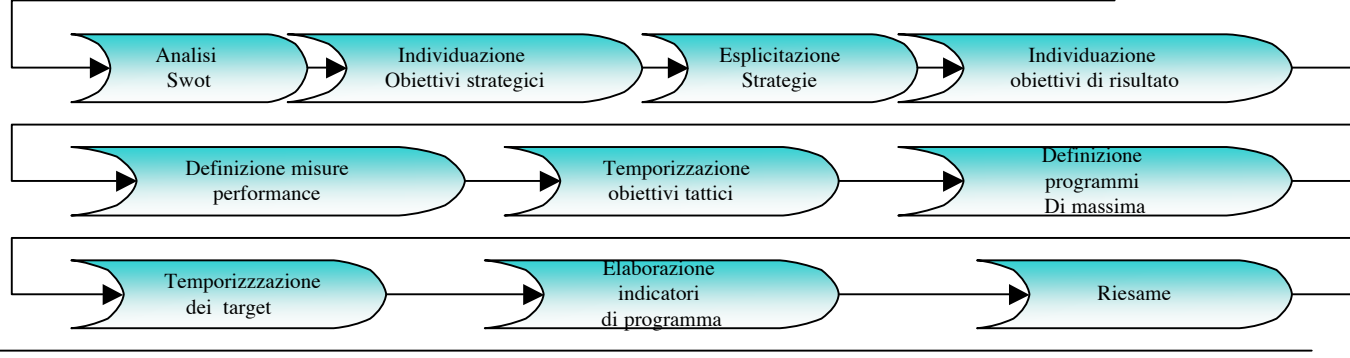 Analisi
Swot
Individuazione
Obiettivi strategici
Esplicitazione
Strategie
Individuazione
obiettivi di risultato
Definizione misure
performance
Temporizzazione
obiettivi tattici
Definizione
programmi
Di massima
Temporizzzazione
dei target
Elaborazione
indicatori
di programma
Riesame